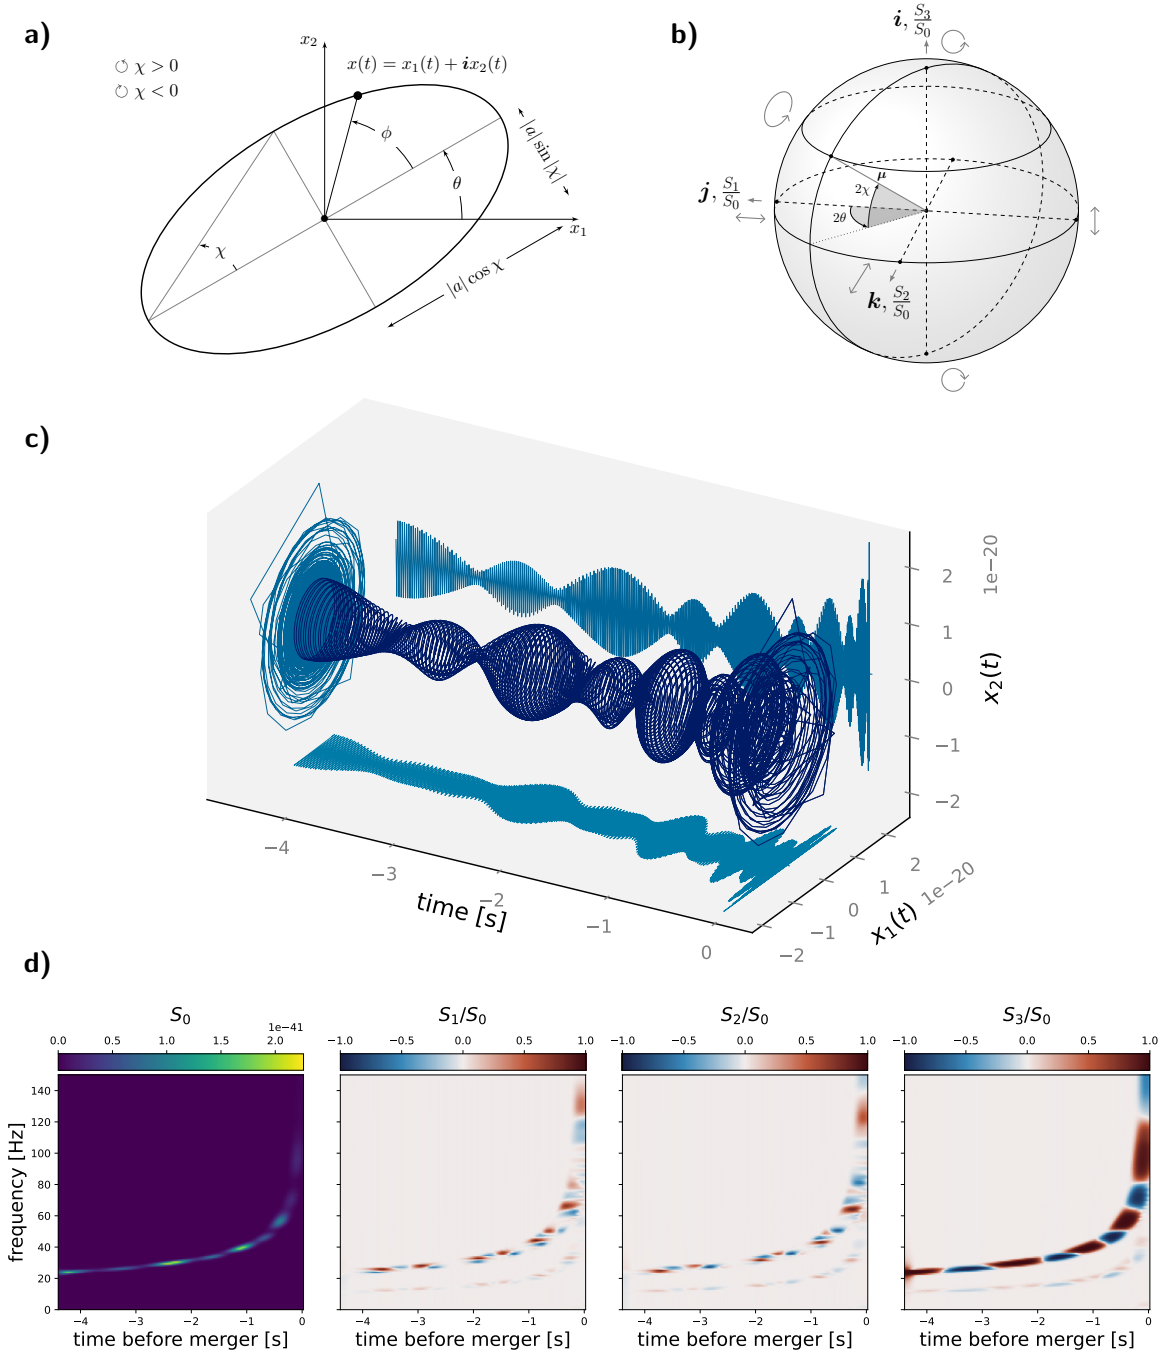 a)
↺ χ > 0
↻ χ < 0
x₂
x(t) = x₁(t) + ix₂(t)
ϕ
|a| sin|χ|
θ
χ
x₁
|a| cos χ
b)
i, S₃/S₀
μ
2χ
j, S₁/S₀
2θ
k, S₂/S₀
c)
1e−20
2
1
0
−1
−2
x₂(t)
−4
−3
−2
−1
0
time [s]
−2
−1
0
1
2
1e−20
x₁(t)
d)
S₀
1e−41
0.0 0.5 1.0 1.5 2.0
S₁/S₀
−1.0 −0.5 0.0 0.5 1.0
S₂/S₀
−1.0 −0.5 0.0 0.5 1.0
S₃/S₀
−1.0 −0.5 0.0 0.5 1.0
frequency [Hz]
140
120
100
80
60
40
20
0
−4 −3 −2 −1 0
time before merger [s]
−4 −3 −2 −1 0
time before merger [s]
−4 −3 −2 −1 0
time before merger [s]
−4 −3 −2 −1 0
time before merger [s]